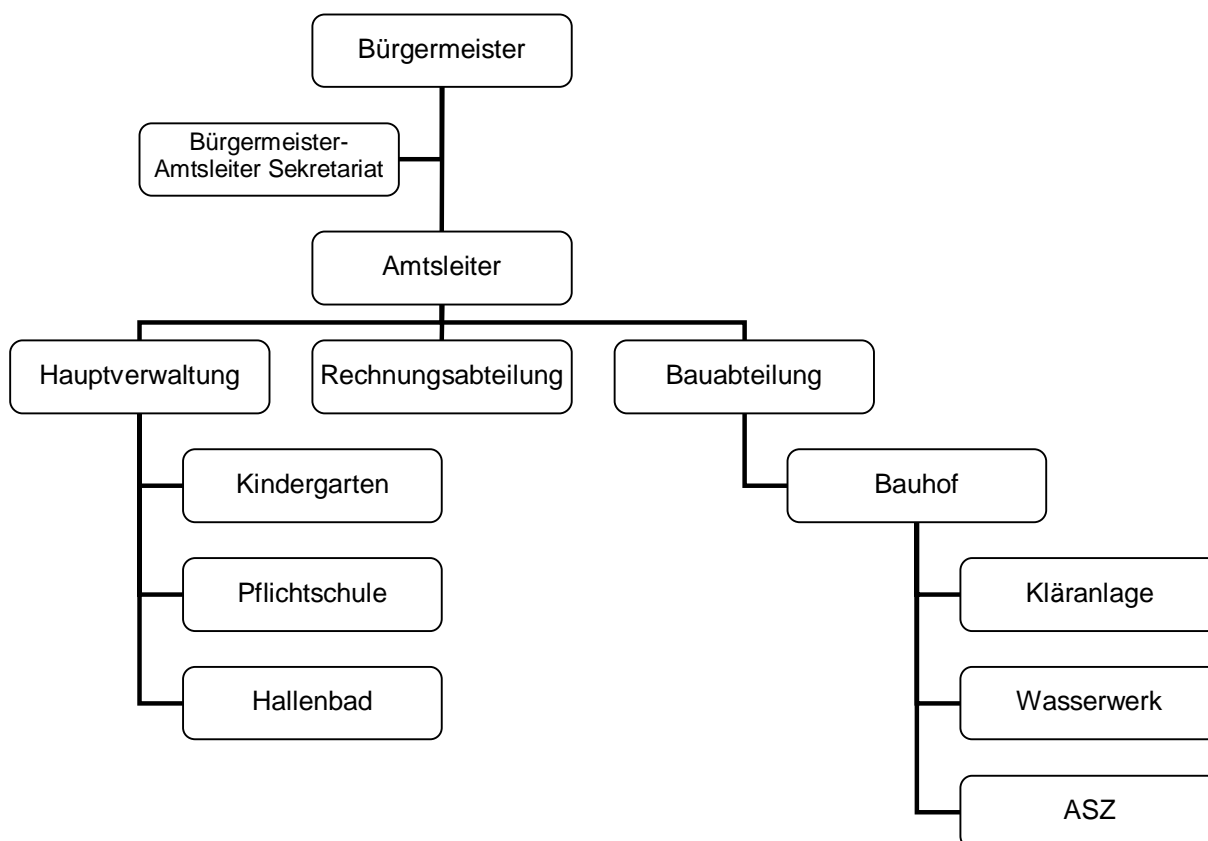 Bürgermeister
Bürgermeister-
Amtsleiter Sekretariat
Amtsleiter
Hauptverwaltung
Rechnungsabteilung
Bauabteilung
Kindergarten
Bauhof
Pflichtschule
Kläranlage
Hallenbad
Wasserwerk
ASZ